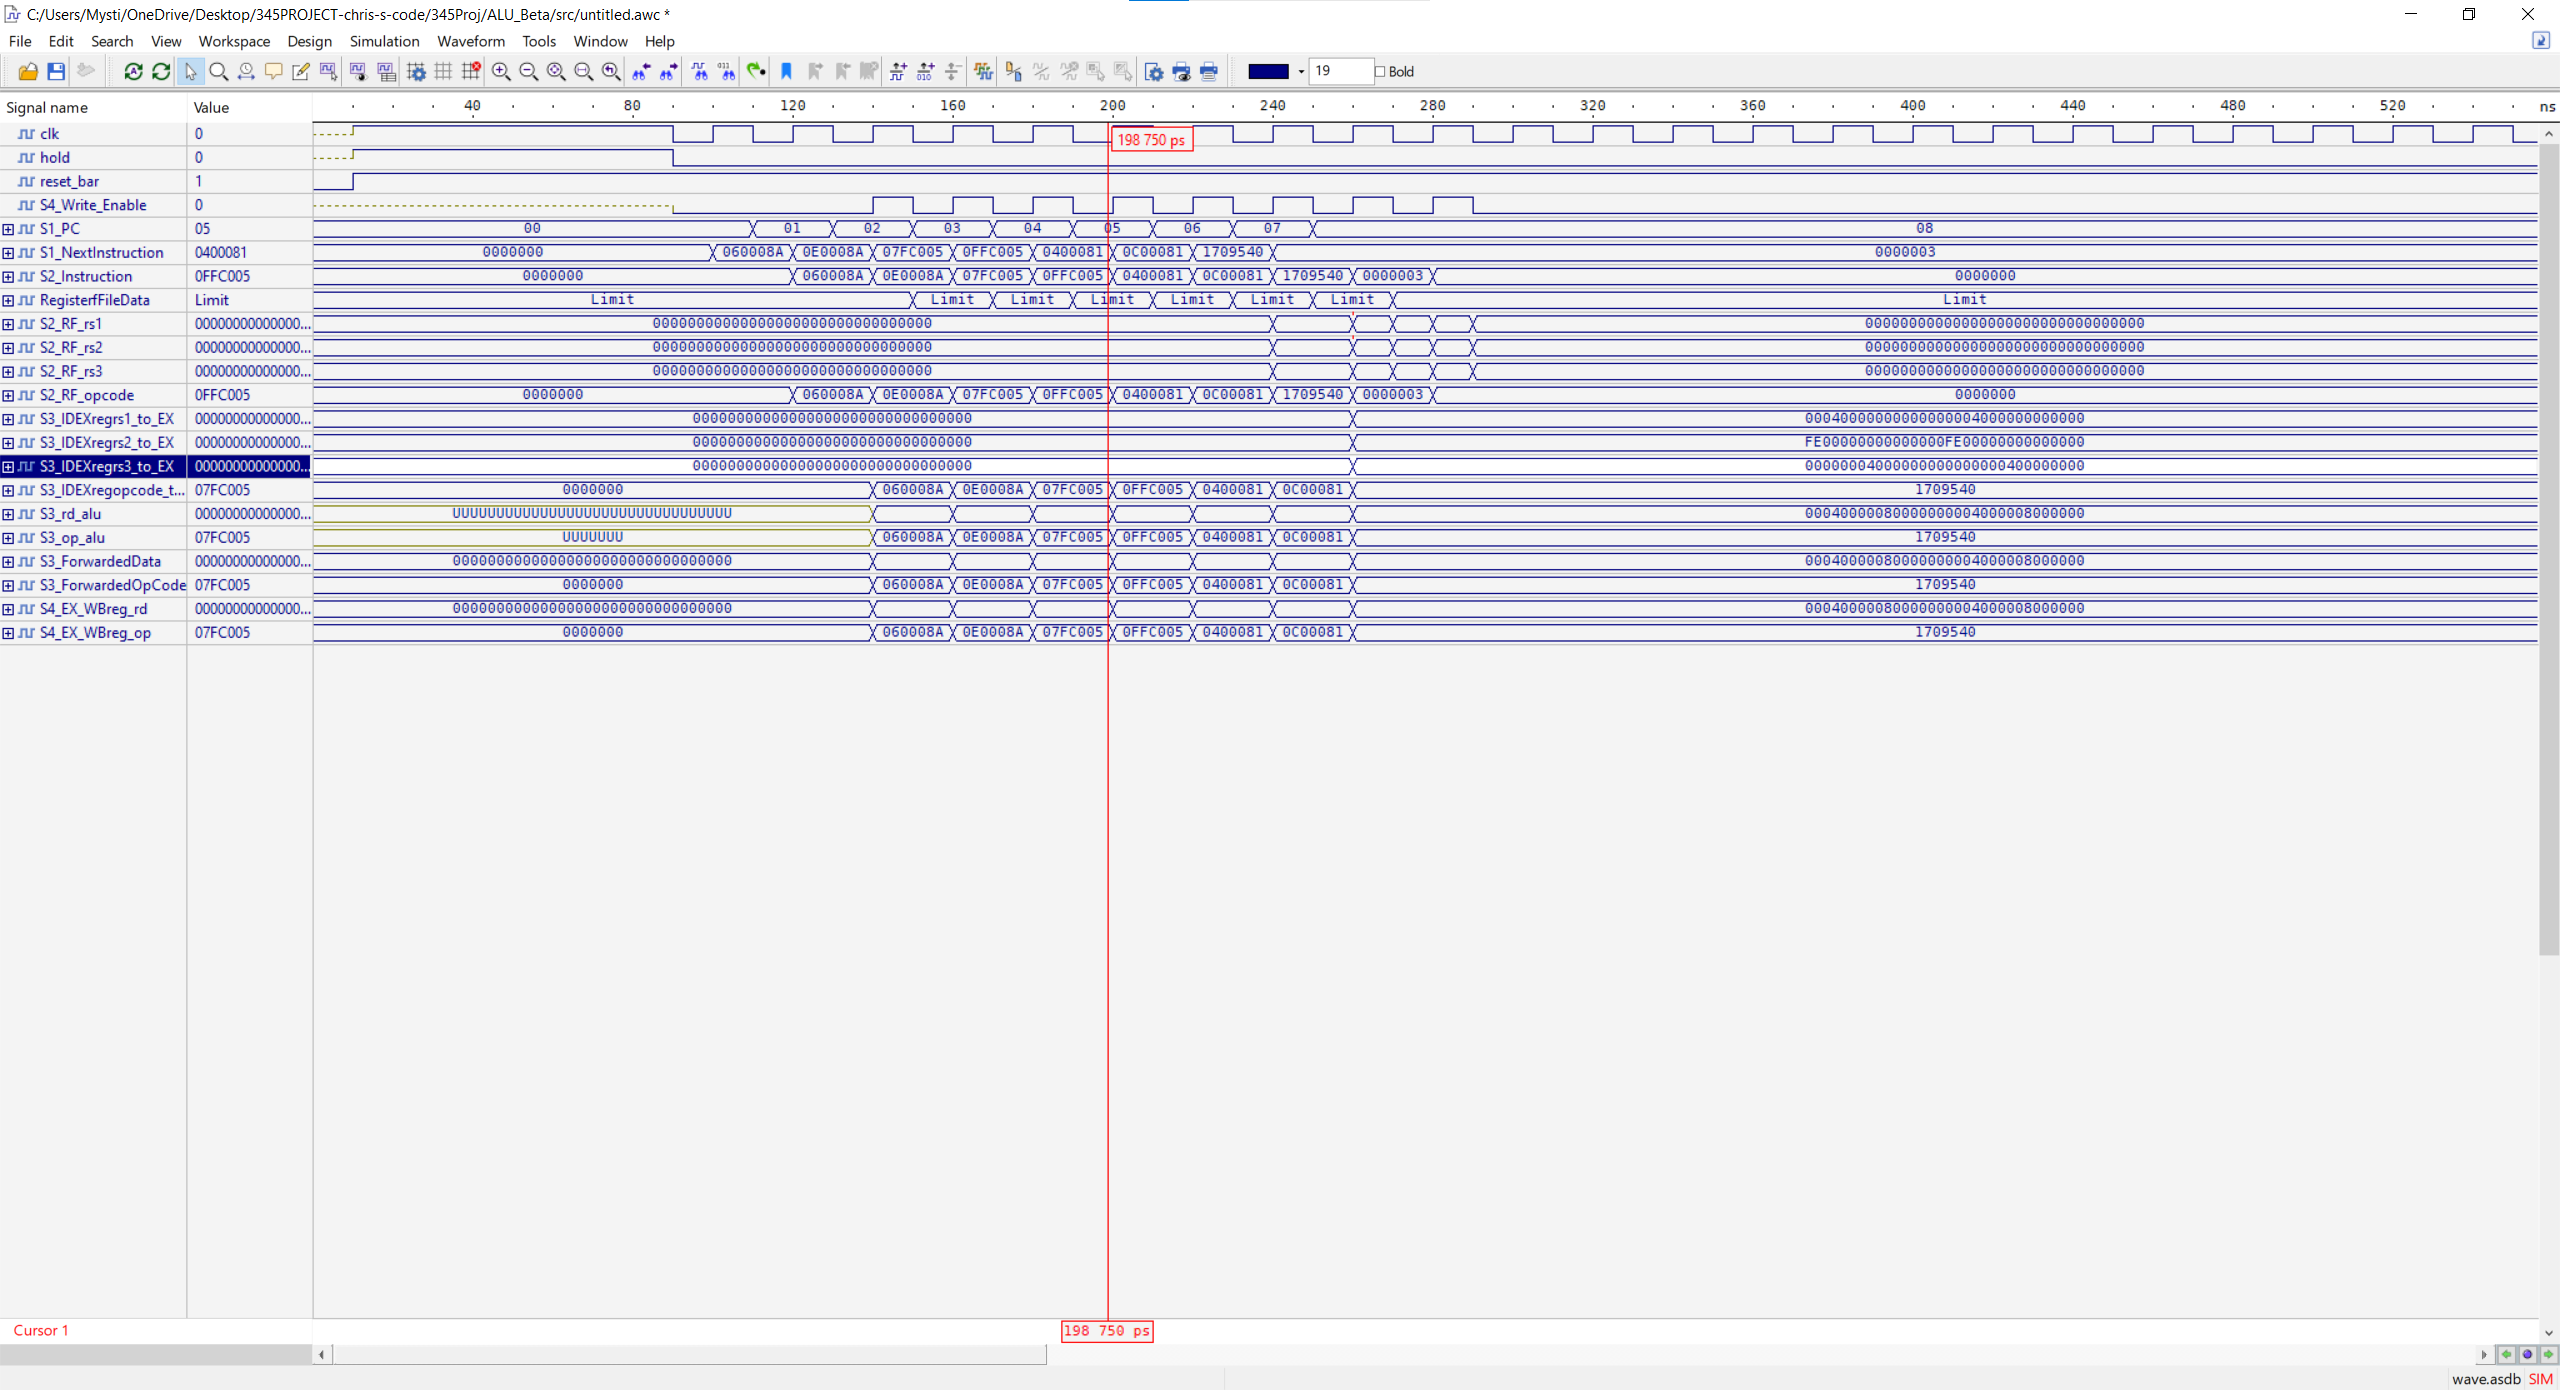 C:/Users/Mysti/OneDrive/Desktop/345PROJECT-chris-s-code/345Proj/ALU_Beta/src/untitled.awc *
File Edit Search View Workspace Design Simulation Waveform Tools Window Help
19 Bold
Signal name Value 40 80 120 160 200 240 280 320 360 400 440 480 520 ns
clk 0 198 750 ps
hold 0
reset_bar 1
S4_Write_Enable 0
S1_PC 05 00 01 02 03 04 05 06 07 08
S1_NextInstruction 0400081 0000000 060008A 0E0008A 07FC005 0FFC005 0400081 0C00081 1709540 0000003
S2_Instruction 0FFC005 0000000 060008A 0E0008A 07FC005 0FFC005 0400081 0C00081 1709540 0000003 0000000
RegisterfFileData Limit Limit Limit Limit Limit Limit Limit Limit Limit
S2_RF_rs1 00000000000000... 00000000000000000000000000000000 00000000000000000000000000000000
S2_RF_rs2 00000000000000... 00000000000000000000000000000000 00000000000000000000000000000000
S2_RF_rs3 00000000000000... 00000000000000000000000000000000 00000000000000000000000000000000
S2_RF_opcode 0FFC005 0000000 060008A 0E0008A 07FC005 0FFC005 0400081 0C00081 1709540 0000003 0000000
S3_IDEXregrs1_to_EX 00000000000000... 00000000000000000000000000000000 00040000000000000004000000000000
S3_IDEXregrs2_to_EX 00000000000000... 00000000000000000000000000000000 FE00000000000000FE00000000000000
S3_IDEXregrs3_to_EX 00000000000000... 00000000000000000000000000000000 00000004000000000000000400000000
S3_IDEXregopcode_t... 07FC005 0000000 060008A 0E0008A 07FC005 0FFC005 0400081 0C00081 1709540
S3_rd_alu 00000000000000... UUUUUUUUUUUUUUUUUUUUUUUUUUUUUUUU 00040000080000000004000008000000
S3_op_alu 07FC005 UUUUUUU 060008A 0E0008A 07FC005 0FFC005 0400081 0C00081 1709540
S3_ForwardedData 00000000000000... 00000000000000000000000000000000 00040000080000000004000008000000
S3_ForwardedOpCode 07FC005 0000000 060008A 0E0008A 07FC005 0FFC005 0400081 0C00081 1709540
S4_EX_WBreg_rd 00000000000000... 00000000000000000000000000000000 00040000080000000004000008000000
S4_EX_WBreg_op 07FC005 0000000 060008A 0E0008A 07FC005 0FFC005 0400081 0C00081 1709540
Cursor 1 198 750 ps
wave.asdb SIM